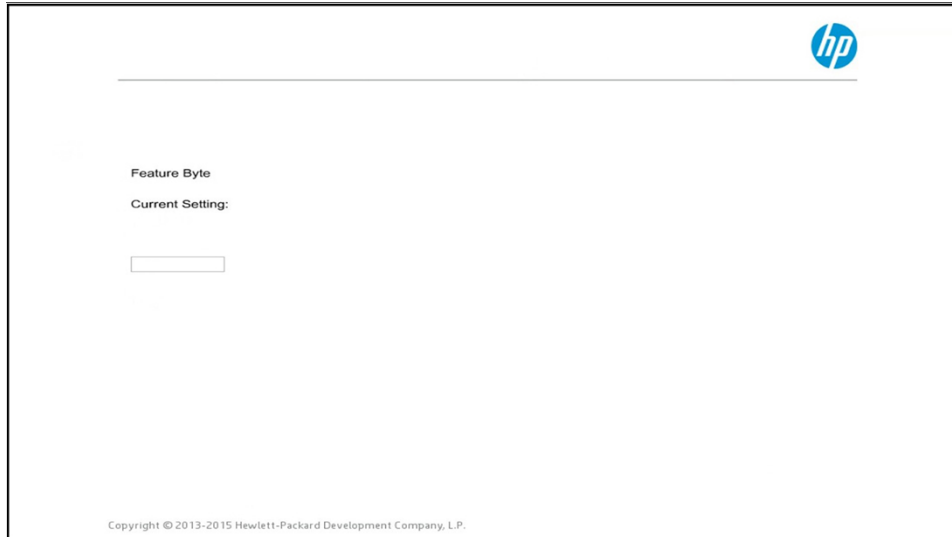 hp
Feature Byte
Current Setting:
Copyright © 2013-2015 Hewlett-Packard Development Company, L.P.